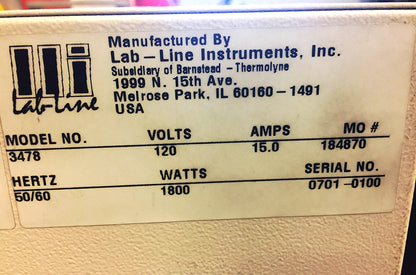 Manufactured By
Lab-Line Instruments, Inc.
Subsidiary of Barnstead - Thermolyne
1999 N. 15th Ave.
Melrose Park, IL 60160-1491
USA
Lab-Line
MODEL NO. VOLTS AMPS MO #
3478 120 15.0 184870
HERTZ WATTS SERIAL NO.
50/60 1800 0701-0100